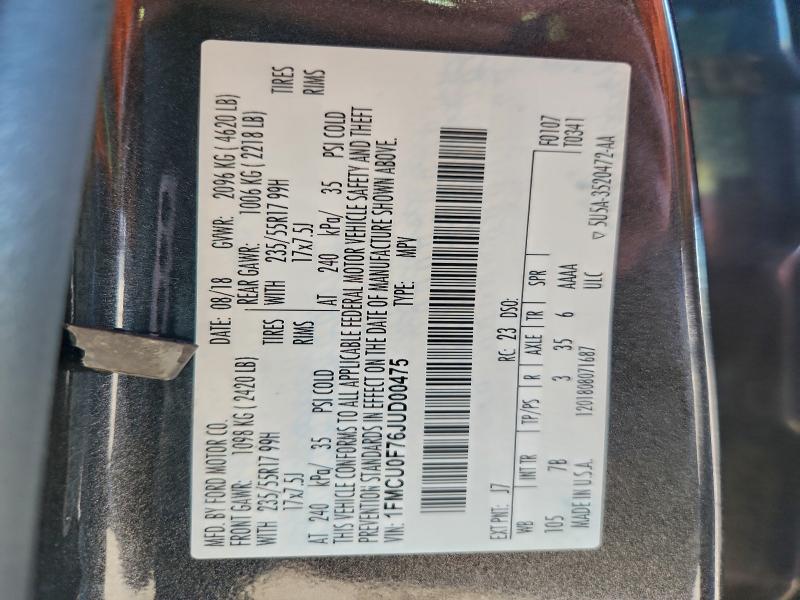 MFD. BY FORD MOTOR CO.
DATE: 08/18 GVWR: 2096 KG ( 4620 LB)
FRONT GAWR: 1098 KG ( 2420 LB) REAR GAWR: 1006 KG ( 2218 LB)
WITH 235/55R17 99H TIRES WITH 235/55R17 99H TIRES
17x7.5J RIMS 17x7.5J RIMS
AT 240 kPa/ 35 PSI COLD AT 240 kPa/ 35 PSI COLD
THIS VEHICLE CONFORMS TO ALL APPLICABLE FEDERAL MOTOR VEHICLE SAFETY AND THEFT
PREVENTION STANDARDS IN EFFECT ON THE DATE OF MANUFACTURE SHOWN ABOVE.
VIN: 1FMCU0F76JUD00475 TYPE: MPV
EXT PNT: J7 RC: 23 DSO: F0107
WB INT TR TP/PS R AXLE TR SPR T0341
105 7B 3 35 6 AAAA
MADE IN U.S.A. 1201808071687 ULC
▽ 5U5A-3520472-AA